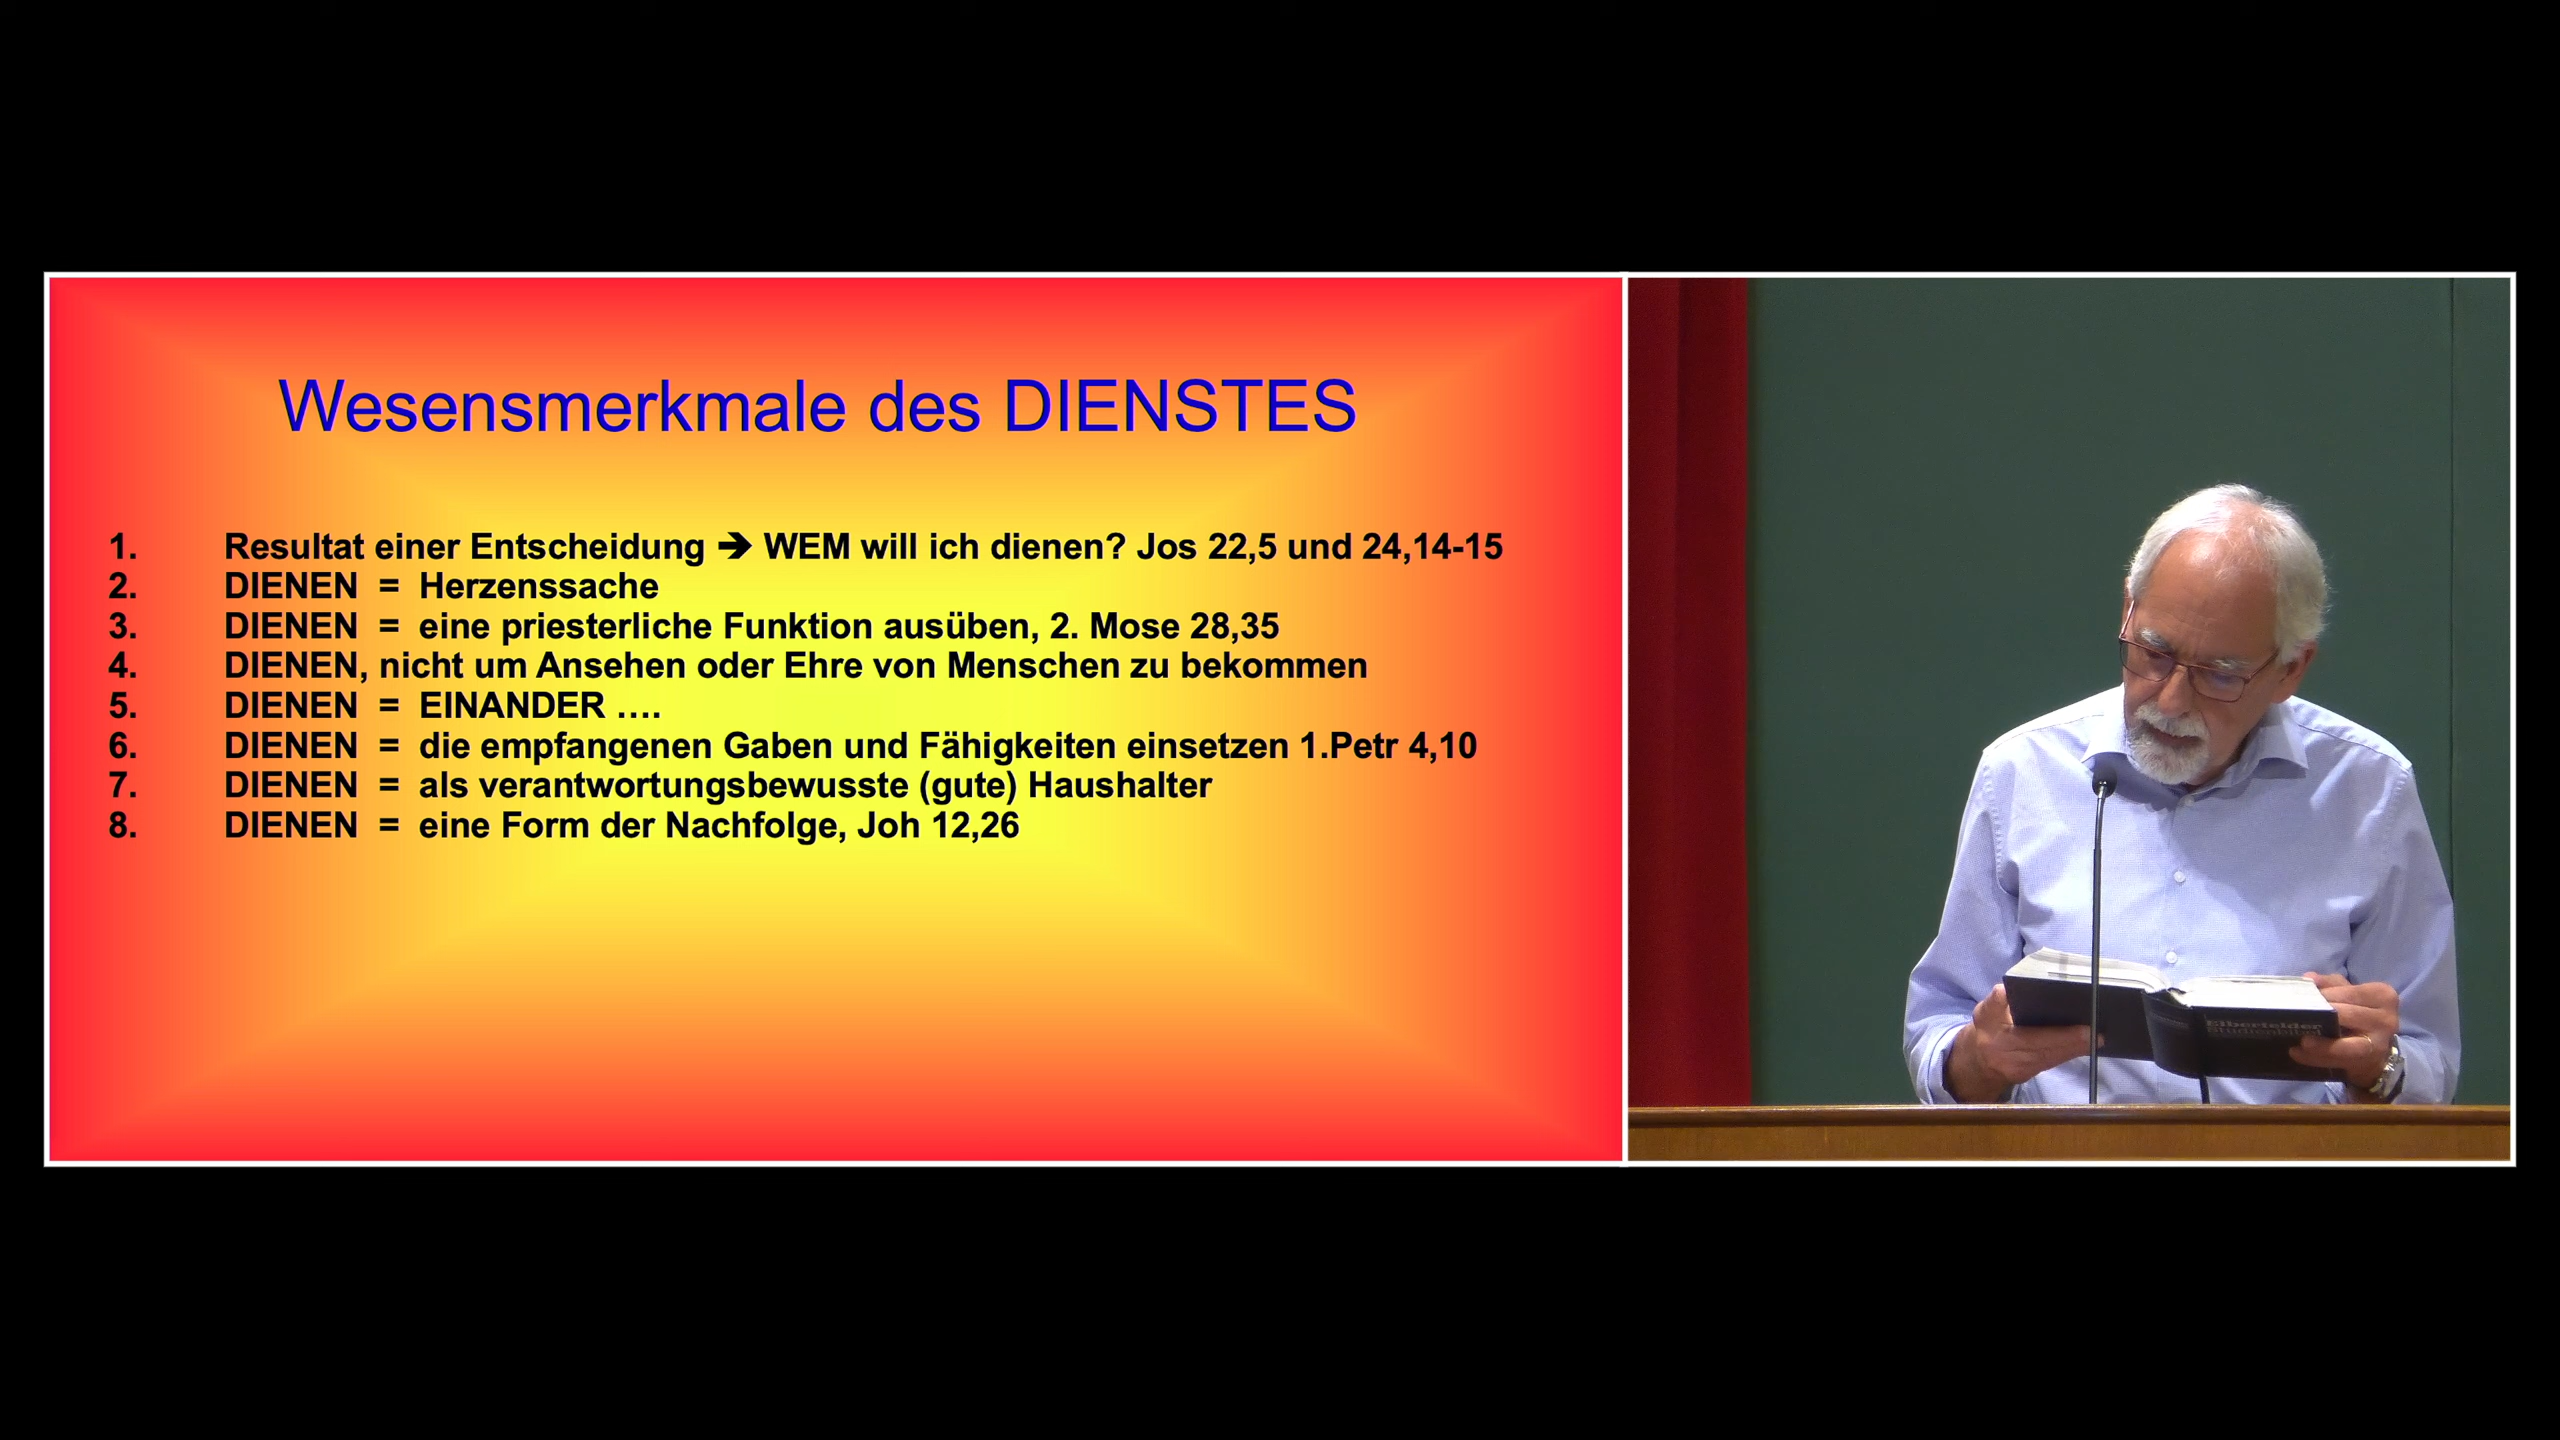 Wesensmerkmale des DIENSTES
1. Resultat einer Entscheidung ➔ WEM will ich dienen? Jos 22,5 und 24,14-15
2. DIENEN = Herzenssache
3. DIENEN = eine priesterliche Funktion ausüben, 2. Mose 28,35
4. DIENEN, nicht um Ansehen oder Ehre von Menschen zu bekommen
5. DIENEN = EINANDER ....
6. DIENEN = die empfangenen Gaben und Fähigkeiten einsetzen 1.Petr 4,10
7. DIENEN = als verantwortungsbewusste (gute) Haushalter
8. DIENEN = eine Form der Nachfolge, Joh 12,26
Elberfelder
Studienbibel